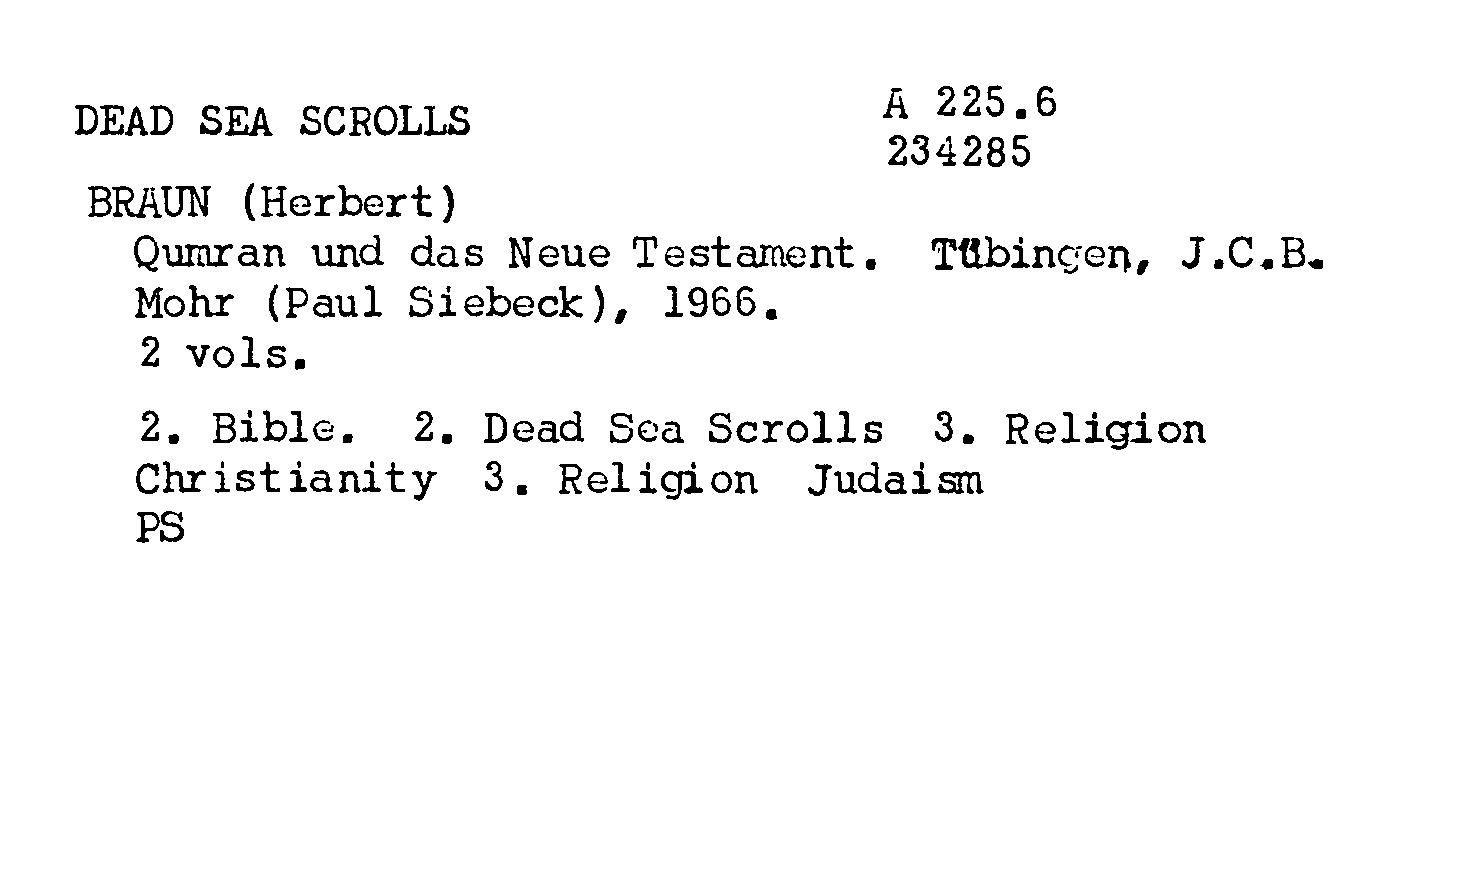 DEAD SEA SCROLLS
A 225.6
234285
BRAUN (Herbert)
Qumran und das Neue Testament. Tübingen, J.C.B.
Mohr (Paul Siebeck), 1966.
2 vols.
2. Bible. 2. Dead Sea Scrolls 3. Religion
Christianity 3. Religion Judaism
PS